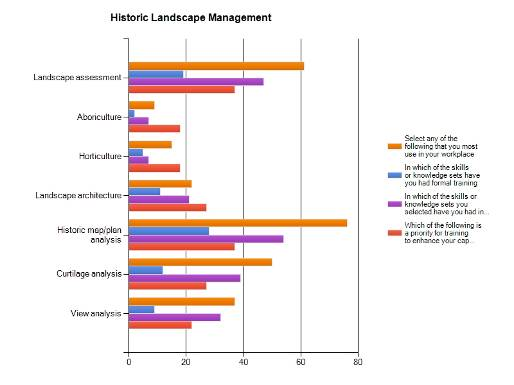 Historic Landscape Management
Landscape assessment
Aboriculture
Horticulture
Landscape architecture
Historic map/plan
analysis
Curtilage analysis
View analysis
0 20 40 60 80
Select any of the
following that you most
use in your workplace
In which of the skills
or knowledge sets have
you had formal training
In which of the skills or
knowledge sets you
selected have you had in...
Which of the following is
a priority for training
to enhance your cap...